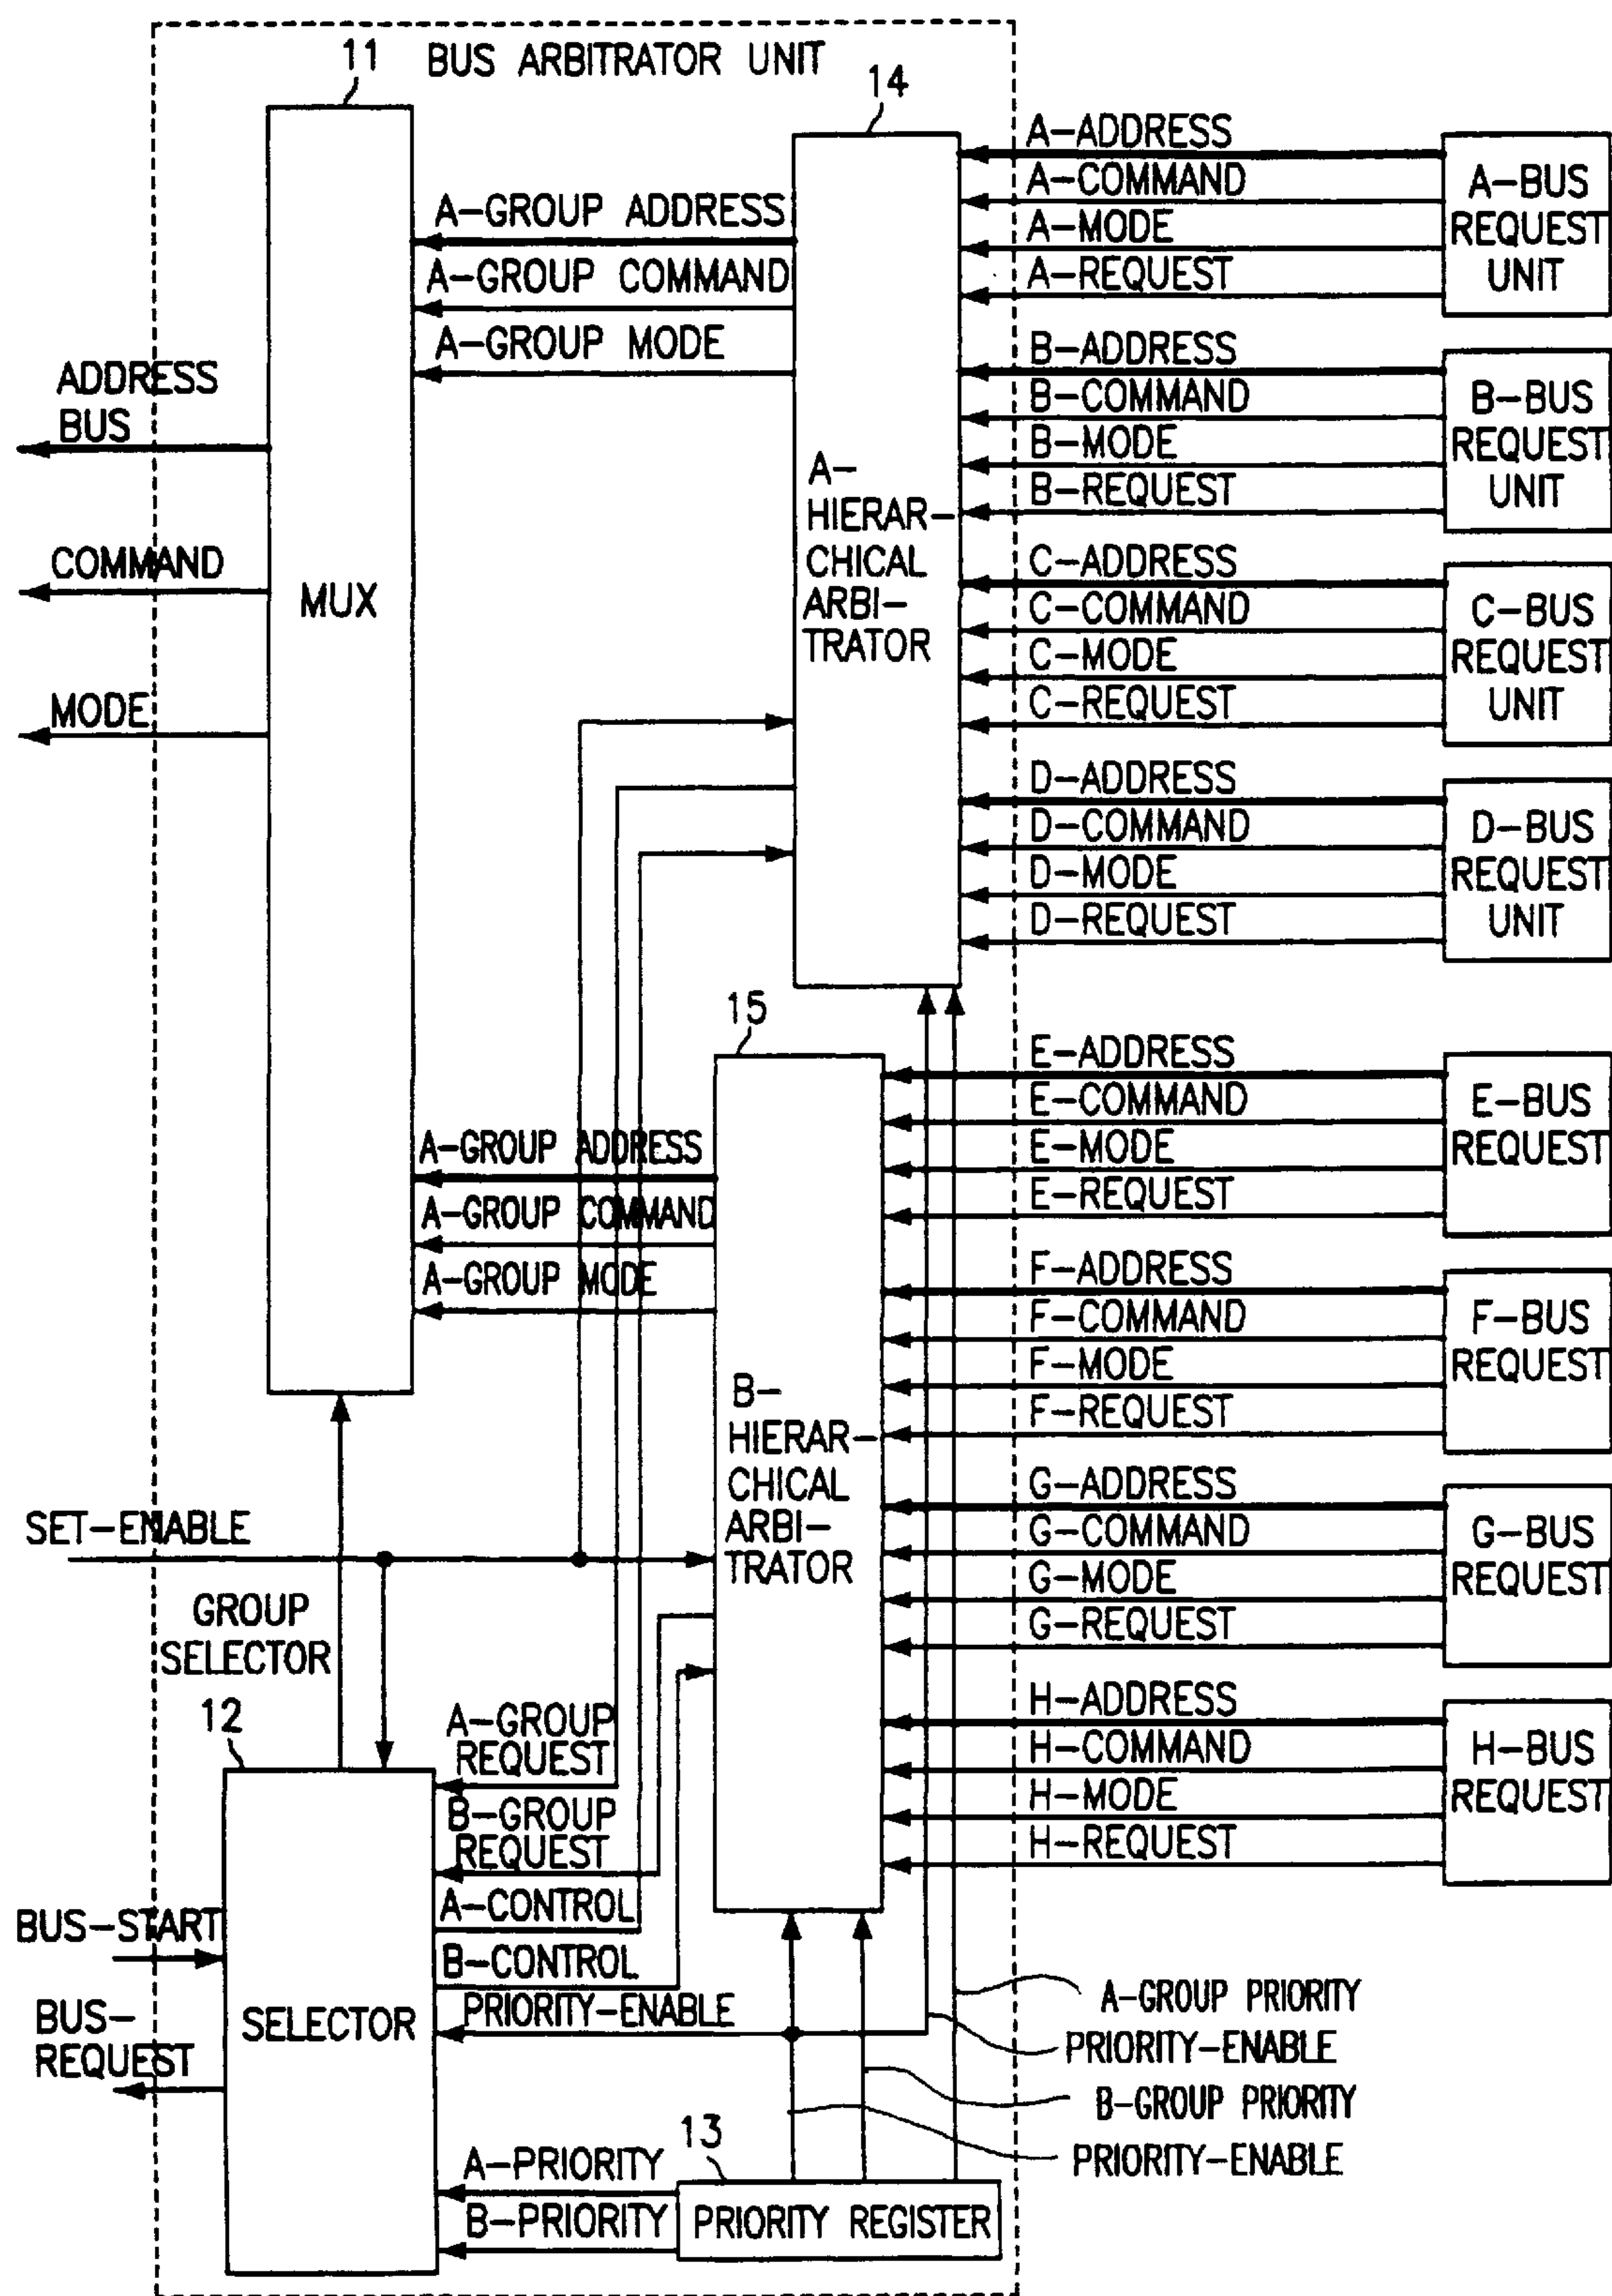 BUS ARBITRATOR UNIT
11
14
A-ADDRESS
A-COMMAND
A-MODE
A-REQUEST
A-BUS
REQUEST
UNIT
A-GROUP ADDRESS
A-GROUP COMMAND
A-GROUP MODE
B-ADDRESS
B-COMMAND
B-MODE
B-REQUEST
B-BUS
REQUEST
UNIT
ADDRESS
BUS
COMMAND
MODE
MUX
A-
HIERAR-
CHICAL
ARBI-
TRATOR
C-ADDRESS
C-COMMAND
C-MODE
C-REQUEST
C-BUS
REQUEST
UNIT
D-ADDRESS
D-COMMAND
D-MODE
D-REQUEST
D-BUS
REQUEST
UNIT
15
E-ADDRESS
E-COMMAND
E-MODE
E-REQUEST
E-BUS
REQUEST
A-GROUP ADDRESS
A-GROUP COMMAND
A-GROUP MODE
F-ADDRESS
F-COMMAND
F-MODE
F-REQUEST
F-BUS
REQUEST
B-
HIERAR-
CHICAL
ARBI-
TRATOR
G-ADDRESS
G-COMMAND
G-MODE
G-REQUEST
G-BUS
REQUEST
SET-ENABLE
GROUP
SELECTOR
12
H-ADDRESS
H-COMMAND
H-MODE
H-REQUEST
H-BUS
REQUEST
A-GROUP
REQUEST
B-GROUP
REQUEST
A-CONTROL
B-CONTROL
PRIORITY-ENABLE
BUS-START
BUS-
REQUEST
SELECTOR
A-GROUP PRIORITY
PRIORITY-ENABLE
B-GROUP PRIORITY
PRIORITY-ENABLE
13
A-PRIORITY
B-PRIORITY
PRIORITY REGISTER